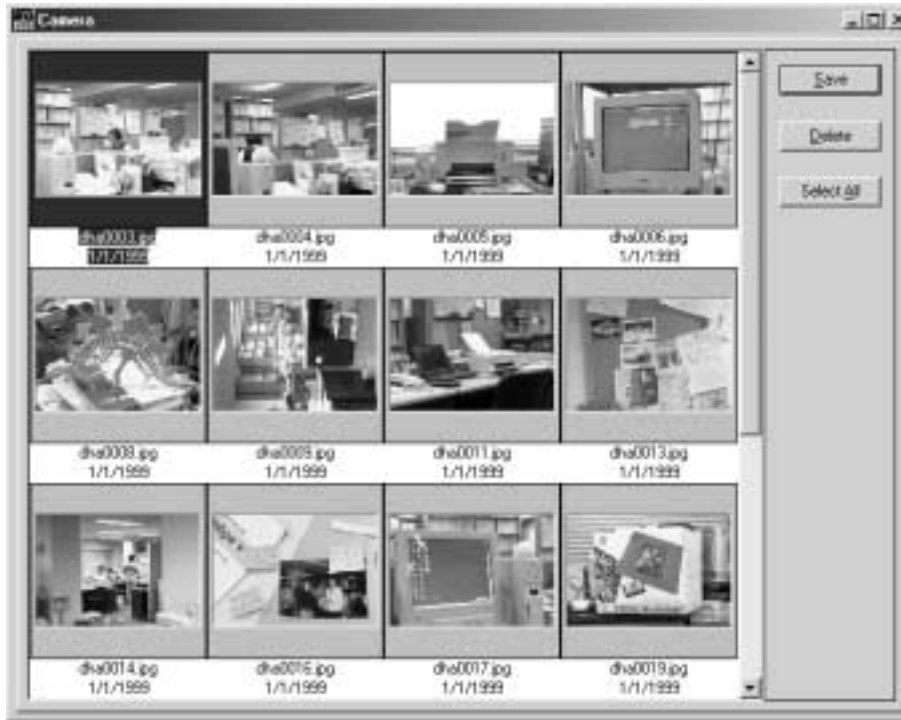 Camera
Save
Delete
Select All
dha0003.jpg
1/1/1999
dha0004.jpg
1/1/1999
dha0005.jpg
1/1/1999
dha0006.jpg
1/1/1999
dha0008.jpg
1/1/1999
dha0009.jpg
1/1/1999
dha0011.jpg
1/1/1999
dha0013.jpg
1/1/1999
dha0014.jpg
1/1/1999
dha0016.jpg
1/1/1999
dha0017.jpg
1/1/1999
dha0019.jpg
1/1/1999